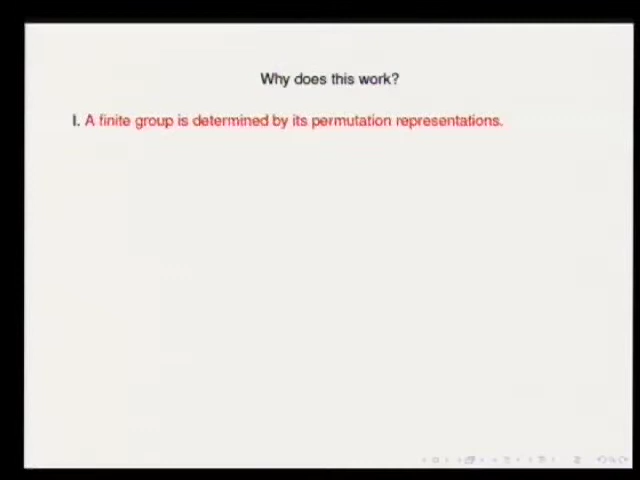 Why does this work?
I. A finite group is determined by its permutation representations.